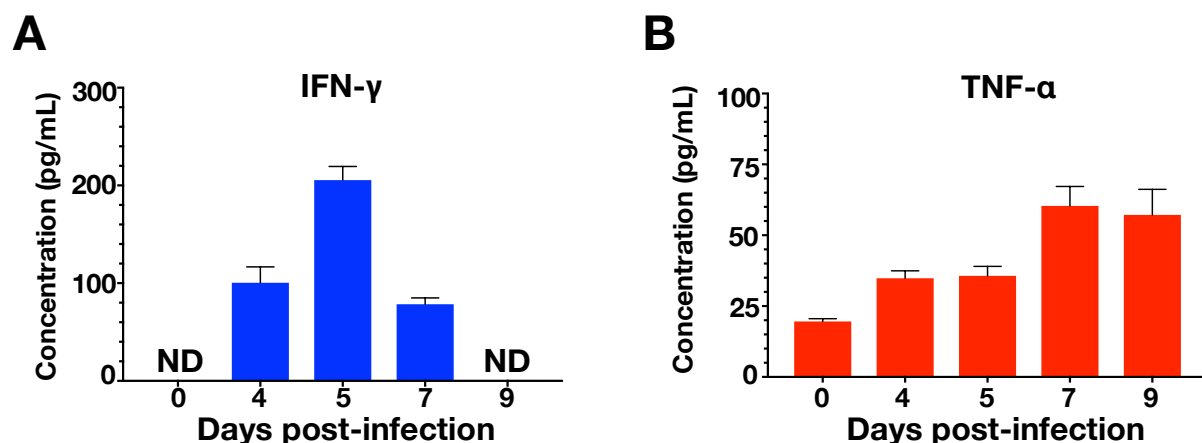 A
IFN-γ
Concentration (pg/mL)
300
200
100
0
ND
ND
0 4 5 7 9
Days post-infection
B
TNF-α
Concentration (pg/mL)
100
75
50
25
0
0 4 5 7 9
Days post-infection